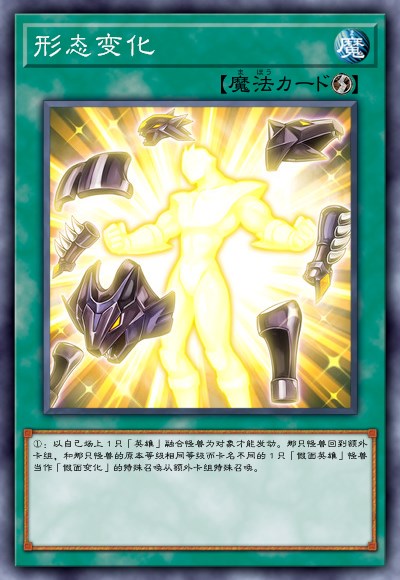 形态变化
魔
【魔法カード】
まほう
①：以自己场上1只「英雄」融合怪兽为对象才能发动。那只怪兽回到额外
卡组，和那只怪兽的原本等级相同等级而卡名不同的1只「假面英雄」怪兽
当作「假面变化」的特殊召唤从额外卡组特殊召唤。